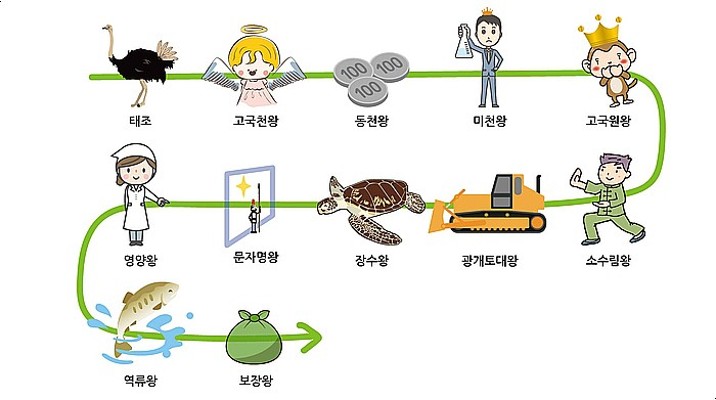 태조
고국천왕
동천왕
미천왕
고국원왕
영양왕
문자명왕
장수왕
광개토대왕
소수림왕
역류왕
보장왕
100
100
100